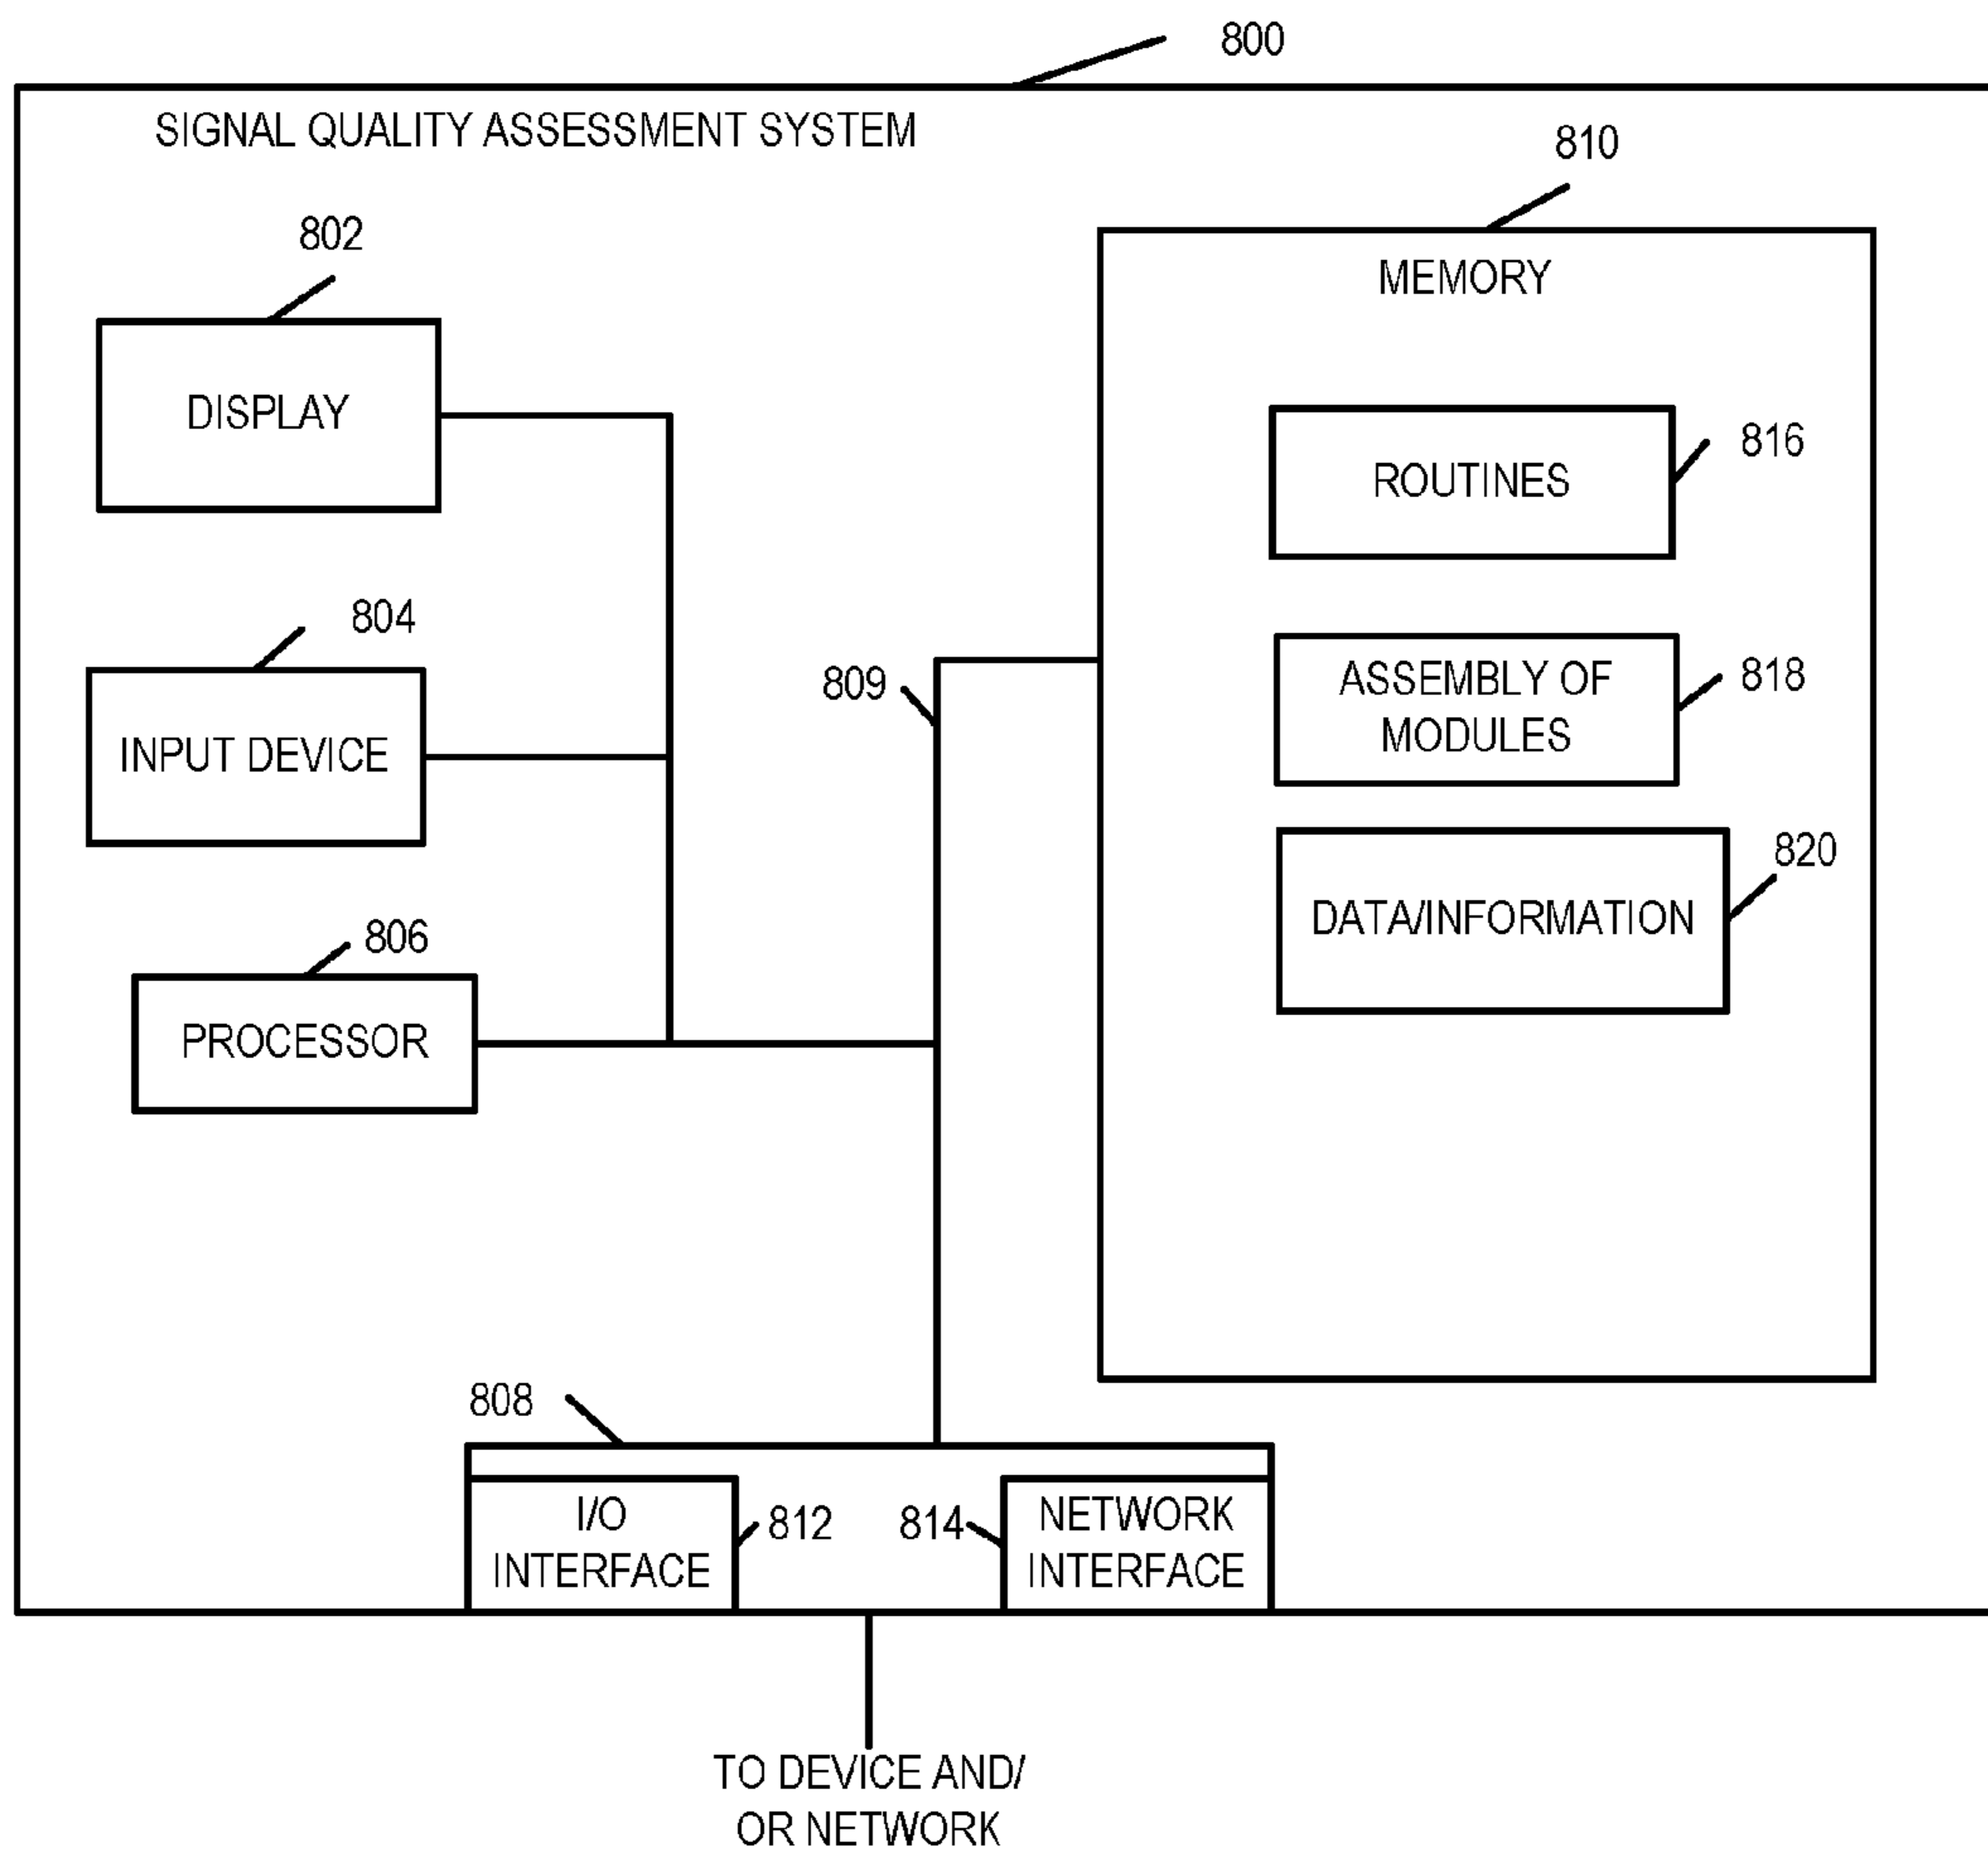 800
SIGNAL QUALITY ASSESSMENT SYSTEM
810
802
MEMORY
DISPLAY
816
ROUTINES
804
809
818
ASSEMBLY OF
MODULES
INPUT DEVICE
820
DATA/INFORMATION
806
PROCESSOR
808
I/O
INTERFACE
812
814
NETWORK
INTERFACE
TO DEVICE AND/
OR NETWORK